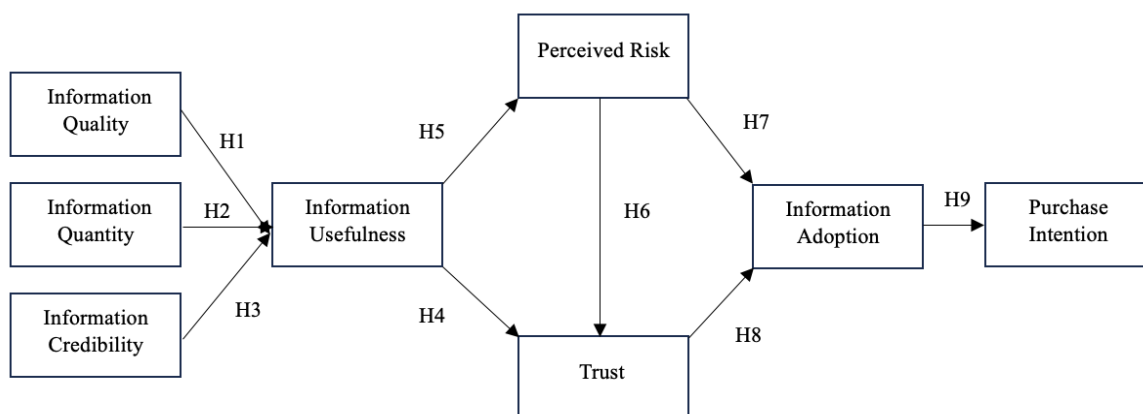 Perceived Risk
Information
Quality
H1
H5
H7
Information
Quantity
H2
Information
Usefulness
H6
Information
Adoption
H9
Purchase
Intention
H3
H4
H8
Information
Credibility
Trust